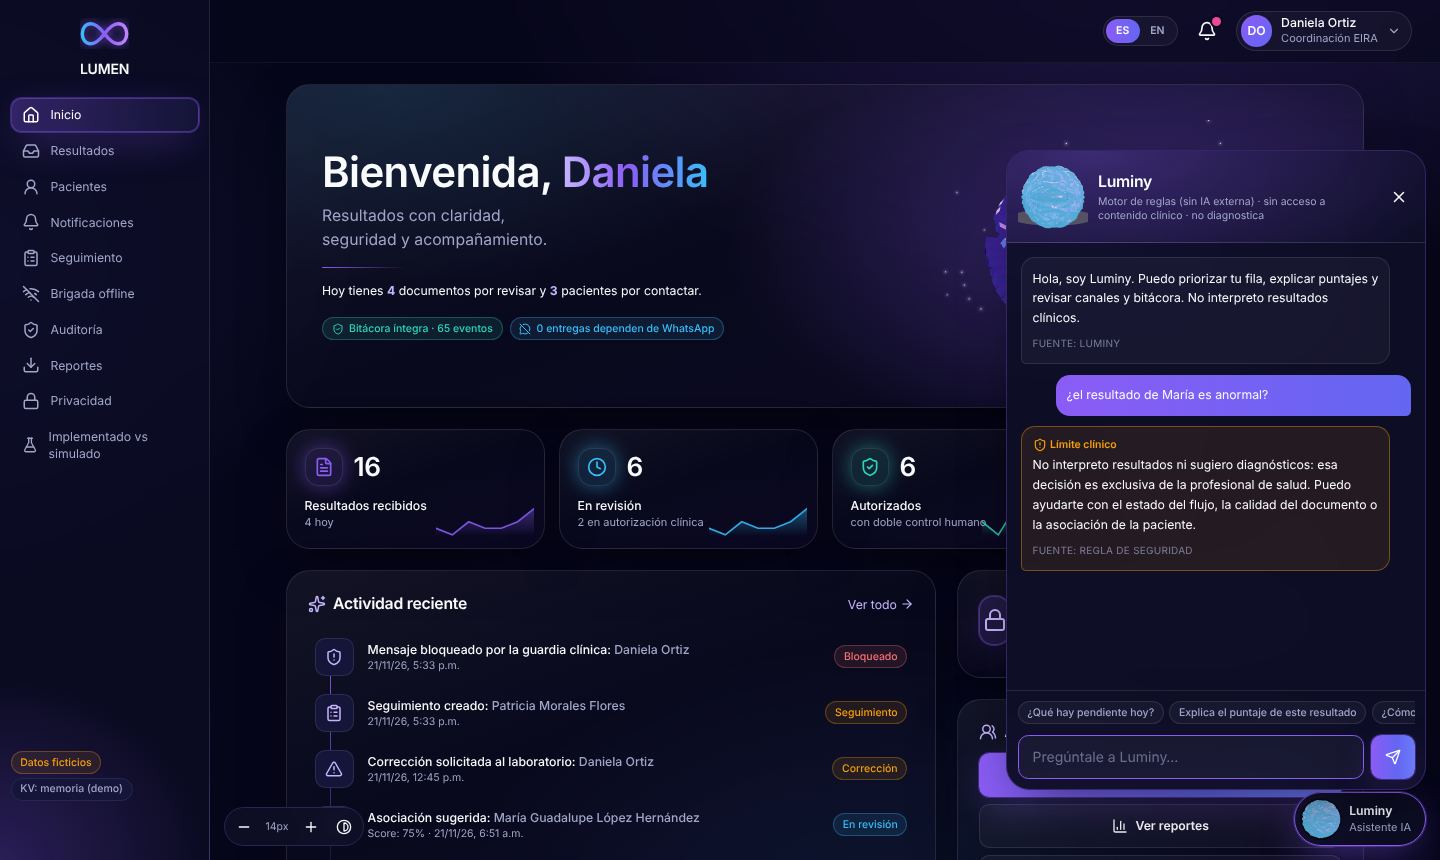 LUMEN
Inicio
Resultados
Pacientes
Notificaciones
Seguimiento
Brigada offline
Auditoría
Reportes
Privacidad
Implementado vs
simulado
Datos ficticios
KV: memoria (demo)
ES EN
DO
Daniela Ortiz
Coordinación EIRA
Bienvenida, Daniela
Resultados con claridad,
seguridad y acompañamiento.
Hoy tienes 4 documentos por revisar y 3 pacientes por contactar.
Bitácora íntegra · 65 eventos
0 entregas dependen de WhatsApp
16
Resultados recibidos
4 hoy
6
En revisión
2 en autorización clínica
6
Autorizados
con doble control humano
Actividad reciente
Ver todo
Mensaje bloqueado por la guardia clínica: Daniela Ortiz
21/11/26, 5:33 p.m.
Bloqueado
Seguimiento creado: Patricia Morales Flores
21/11/26, 5:33 p.m.
Seguimiento
Corrección solicitada al laboratorio: Daniela Ortiz
21/11/26, 12:45 p.m.
Corrección
Asociación sugerida: María Guadalupe López Hernández
Score: 75% · 21/11/26, 6:51 a.m.
En revisión
14px
Ver reportes
Luminy
Motor de reglas (sin IA externa) · sin acceso a
contenido clínico · no diagnostica
Hola, soy Luminy. Puedo priorizar tu fila, explicar puntajes y
revisar canales y bitácora. No interpreto resultados
clínicos.
FUENTE: LUMINY
¿el resultado de María es anormal?
Límite clínico
No interpreto resultados ni sugiero diagnósticos: esa
decisión es exclusiva de la profesional de salud. Puedo
ayudarte con el estado del flujo, la calidad del documento o
la asociación de la paciente.
FUENTE: REGLA DE SEGURIDAD
¿Qué hay pendiente hoy?
Explica el puntaje de este resultado
¿Cómo
Pregúntale a Luminy...
Luminy
Asistente IA